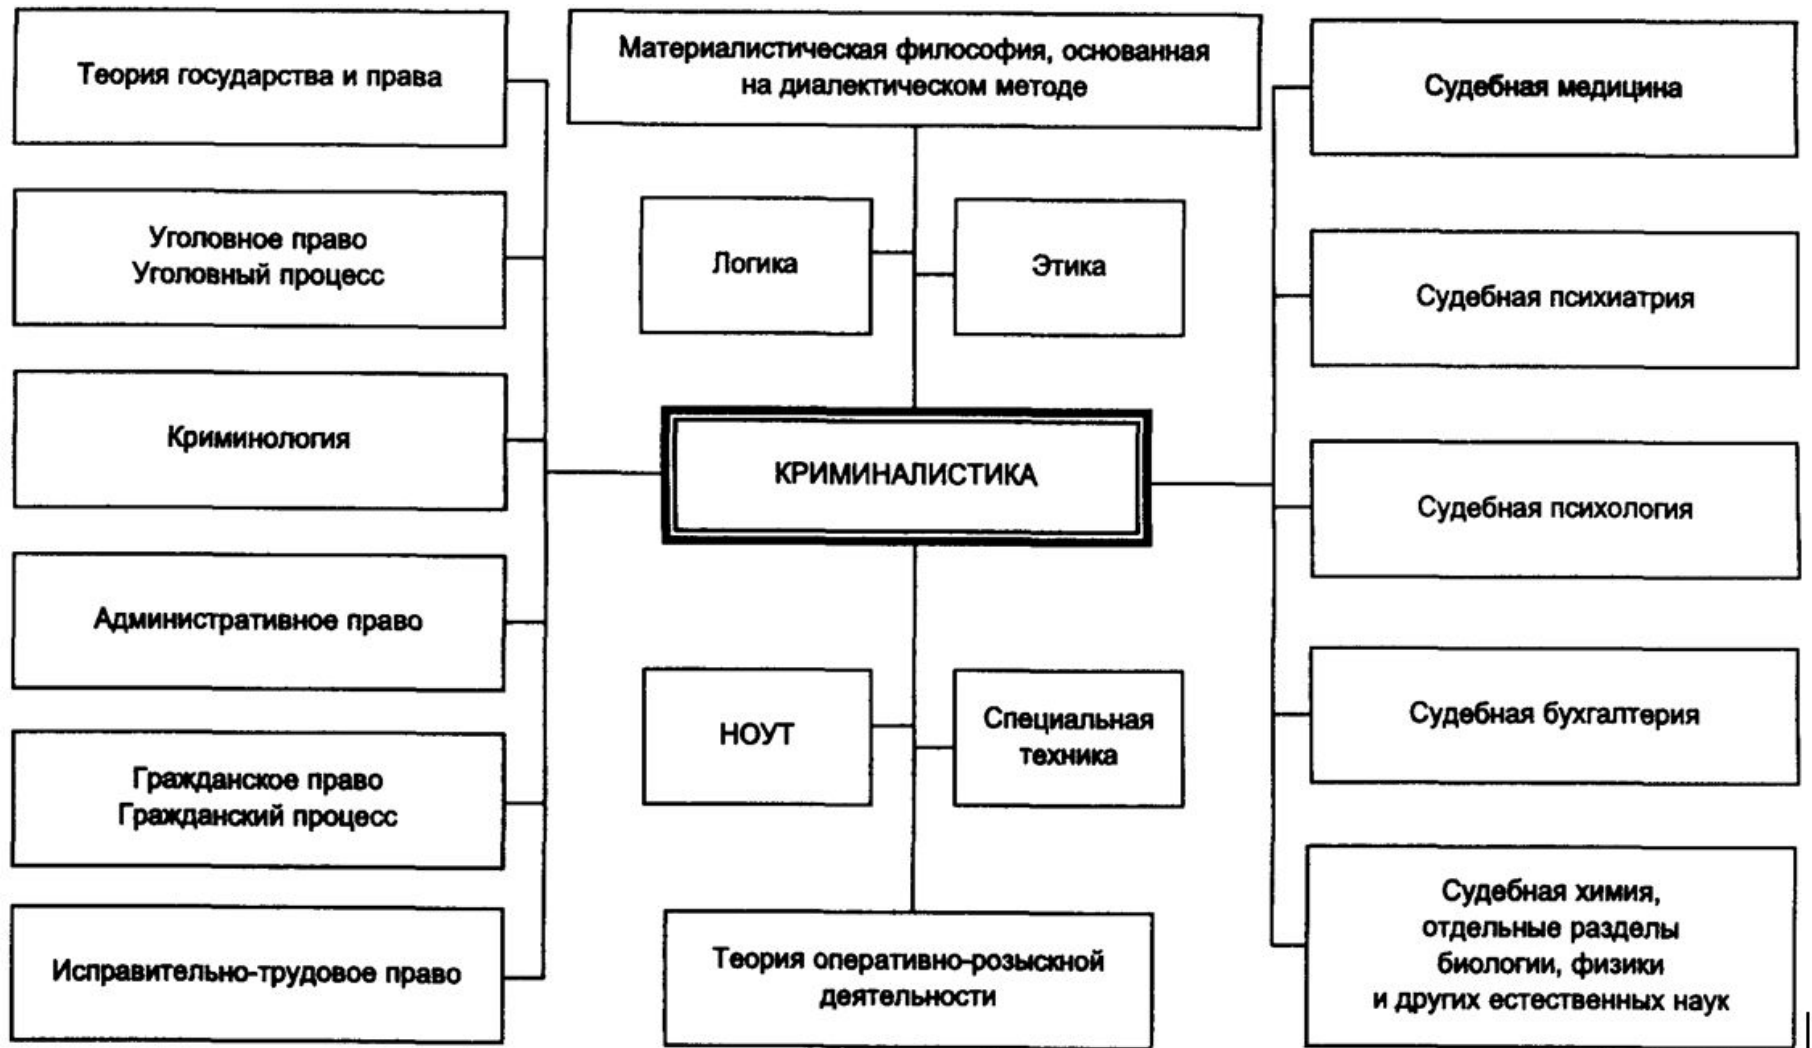 Теория государства и права
Уголовное право
Уголовный процесс
Криминология
Административное право
Гражданское право
Гражданский процесс
Исправительно-трудовое право
Материалистическая философия, основанная
на диалектическом методе
Логика
Этика
КРИМИНАЛИСТИКА
НОУТ
Специальная
техника
Теория оперативно-розыскной
деятельности
Судебная медицина
Судебная психиатрия
Судебная психология
Судебная бухгалтерия
Судебная химия,
отдельные разделы
биологии, физики
и других естественных наук